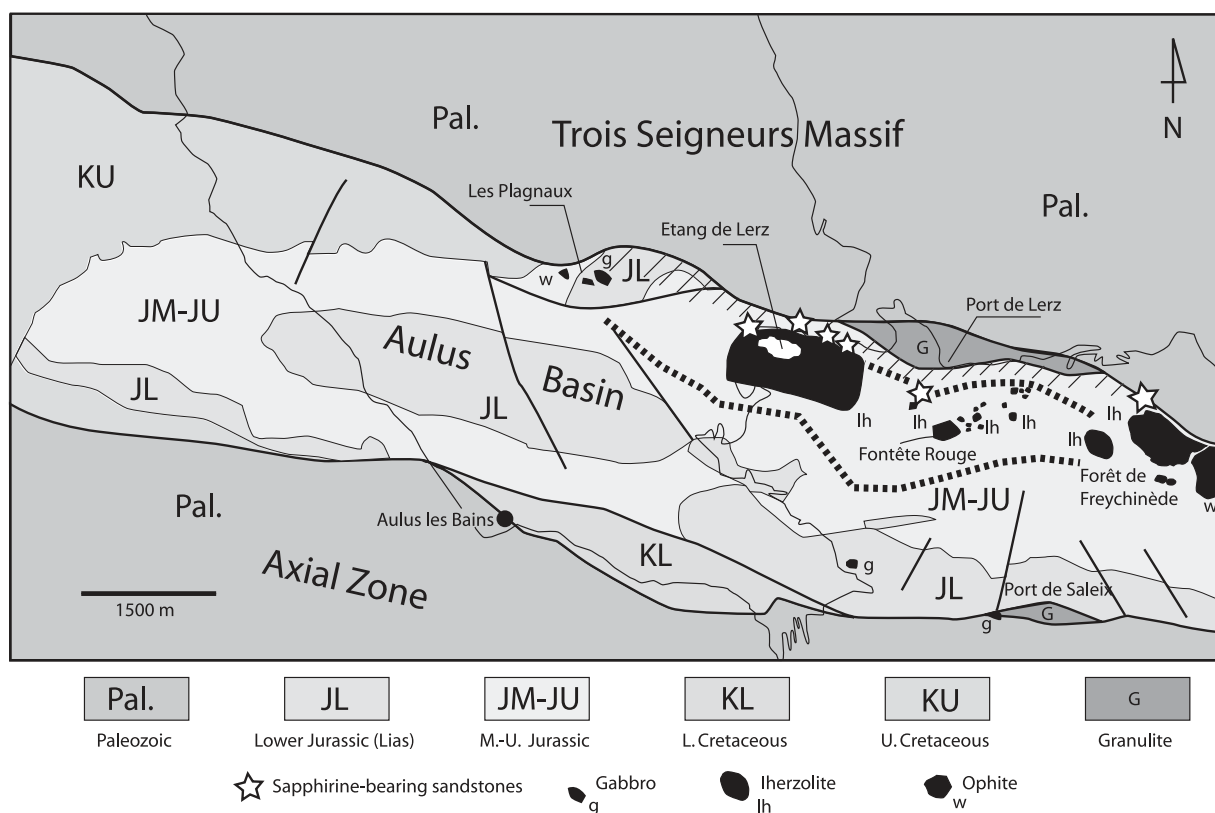 Pal.
Trois Seigneurs Massif
N
KU
Les Plagnaux
Etang de Lerz
Pal.
g
w
JL
Port de Lerz
JM-JU
Aulus
G
Basin
JL
JL
lh
lh
lh
lh
lh
lh
Fontête Rouge
Forêt de
Freychinède
JM-JU
w
Pal.
Aulus les Bains
KL
g
Axial Zone
JL
Port de Saleix
G
g
1500 m
Pal.
JL
JM-JU
KL
KU
G
Paleozoic
Lower Jurassic (Lias)
M.-U. Jurassic
L. Cretaceous
U. Cretaceous
Granulite
Sapphirine-bearing sandstones
Gabbro
g
lherzolite
lh
Ophite
w